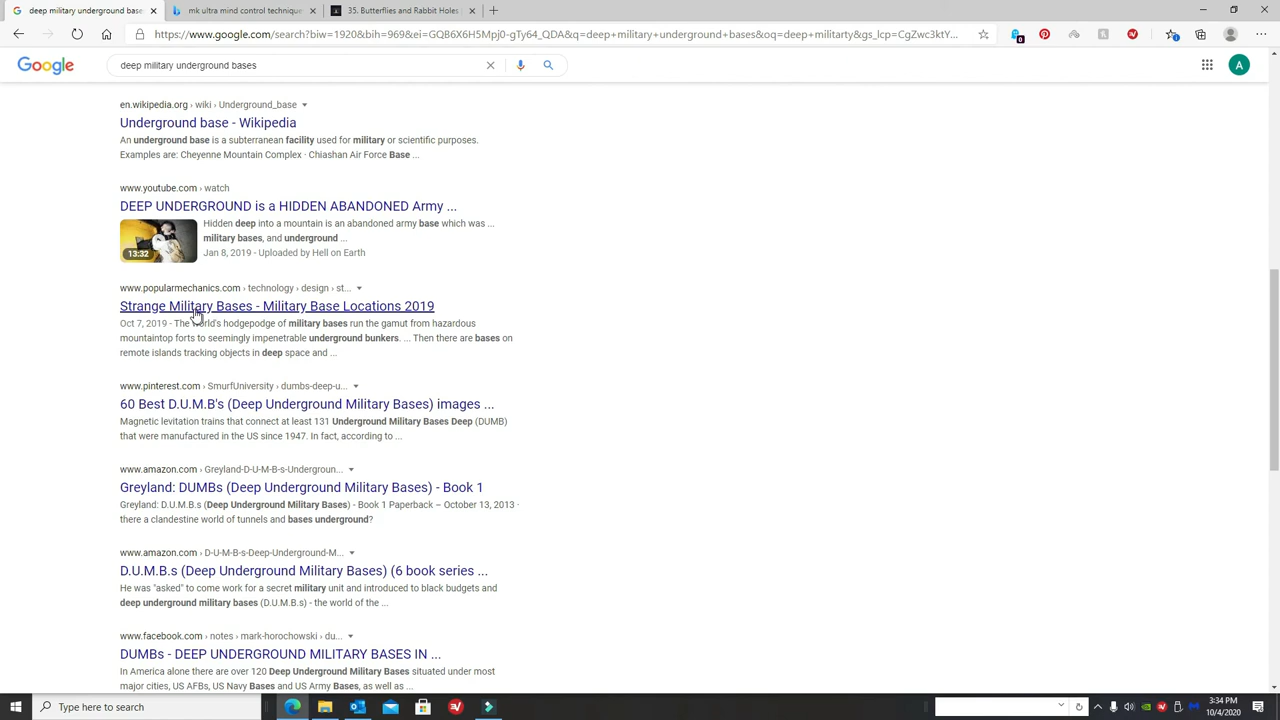 deep military underground base
mk ultra mind control technique
35. Butterflies and Rabbit Holes
https://www.google.com/search?biw=1920&bih=969&ei=GQB6X6H5Mpj0-gTy64_QDA&q=deep+military+underground+bases&oq=deep+militarty&gs_lcp=CgZwc3ktY...
Google
deep military underground bases
A
en.wikipedia.org › wiki › Underground_base
Underground base - Wikipedia
An underground base is a subterranean facility used for military or scientific purposes.
Examples are: Cheyenne Mountain Complex · Chiashan Air Force Base ...
www.youtube.com › watch
DEEP UNDERGROUND is a HIDDEN ABANDONED Army ...
Hidden deep into a mountain is an abandoned army base which was ...
military bases, and underground ...
13:32
Jan 8, 2019 - Uploaded by Hell on Earth
www.popularmechanics.com › technology › design › st...
Strange Military Bases - Military Base Locations 2019
Oct 7, 2019 - The world's hodgepodge of military bases run the gamut from hazardous
mountaintop forts to seemingly impenetrable underground bunkers. ... Then there are bases on
remote islands tracking objects in deep space and ...
www.pinterest.com › SmurfUniversity › dumbs-deep-u...
60 Best D.U.M.B's (Deep Underground Military Bases) images ...
Magnetic levitation trains that connect at least 131 Underground Military Bases Deep (DUMB)
that were manufactured in the US since 1947. In fact, according to ...
www.amazon.com › Greyland-D-U-M-B-s-Undergroun...
Greyland: DUMBs (Deep Underground Military Bases) - Book 1
Greyland: D.U.M.B.s (Deep Underground Military Bases) - Book 1 Paperback – October 13, 2013 ·
there a clandestine world of tunnels and bases underground?
www.amazon.com › D-U-M-B-s-Deep-Underground-M...
D.U.M.B.s (Deep Underground Military Bases) (6 book series ...
He was "asked" to come work for a secret military unit and introduced to black budgets and
deep underground military bases (D.U.M.B.s) - the world of the ...
www.facebook.com › notes › mark-horochowski › du...
DUMBs - DEEP UNDERGROUND MILITARY BASES IN ...
In America alone there are over 120 Deep Underground Military Bases situated under most
major cities, US AFBs, US Navy Bases and US Army Bases, as well as ...
Type here to search
3:34 PM
10/4/2020